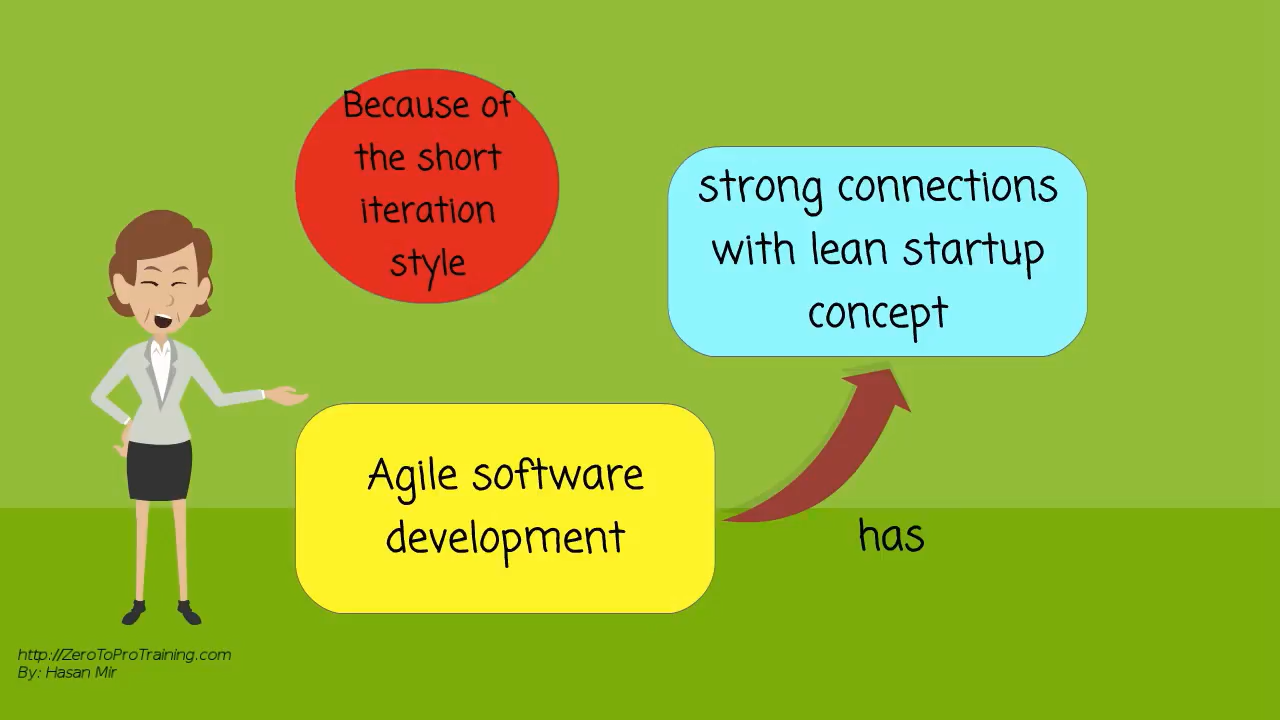 Because of
the short
iteration
style
Agile software
development
has
strong connections
with lean startup
concept
http://ZeroToProTraining.com
By: Hasan Mir